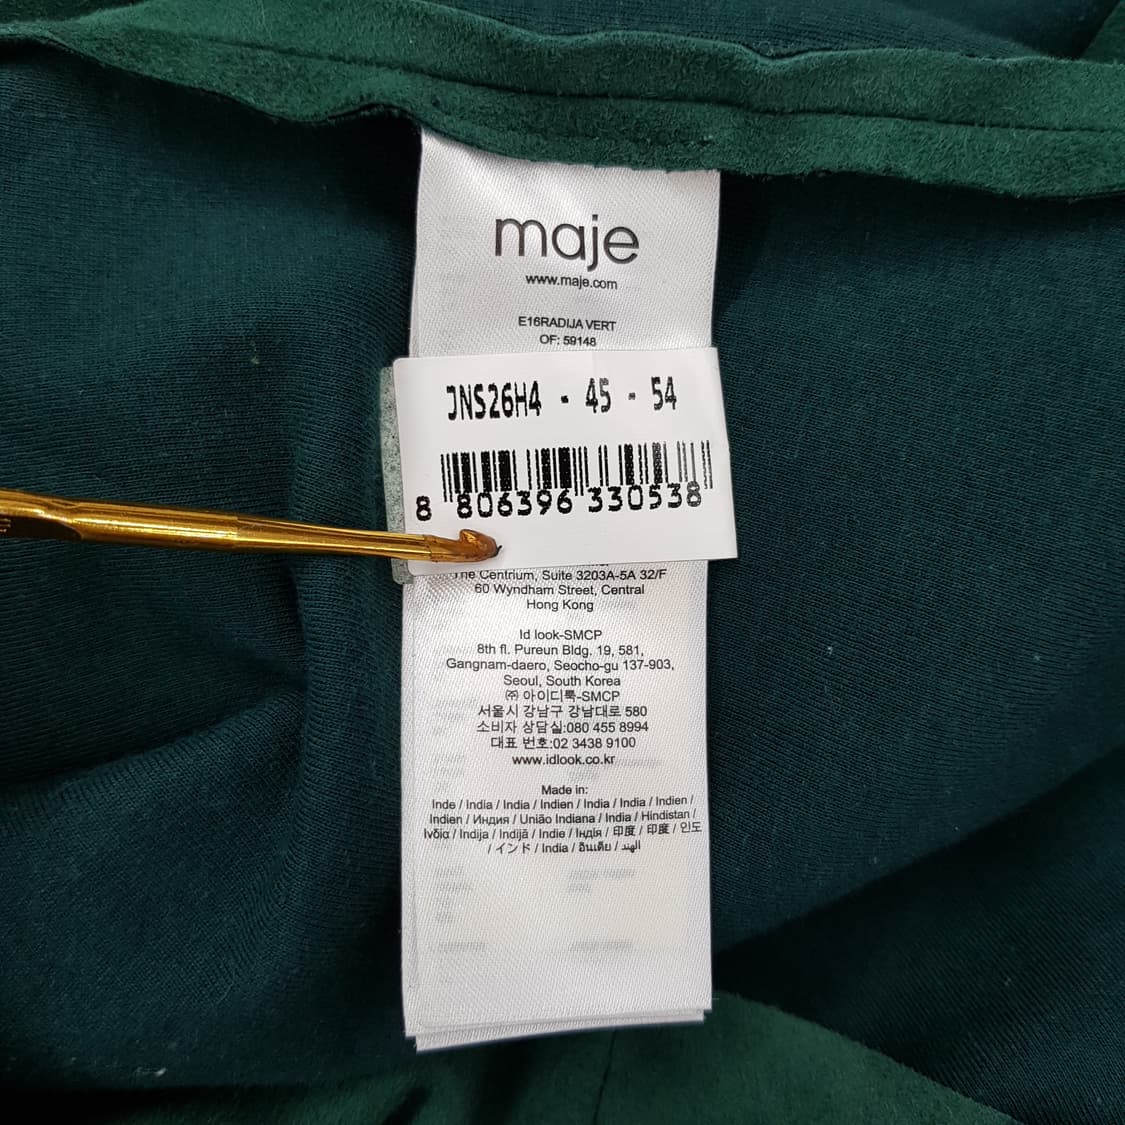 maje
www.maje.com
E16RADIJA VERT
OF: 59148
JNS26H4 - 45 - 54
8 806396 330538
The Centrium, Suite 3203A-5A 32/F
60 Wyndham Street, Central
Hong Kong
Id look-SMCP
8th fl. Pureun Bldg. 19, 581,
Gangnam-daero, Seocho-gu 137-903,
Seoul, South Korea
㈜ 아이디룩-SMCP
서울시 강남구 강남대로 580
소비자 상담실:080 455 8994
대표 번호:02 3438 9100
www.idlook.co.kr
Made in:
Inde / India / India / Indien / India / India / Indien /
Indien / Индия / União Indiana / India / Hindistan /
Ινδία / Indija / Indijā / Indie / Індія / 印度 / 印度 / 인도
/ インド / India / อินเดีย / الهند